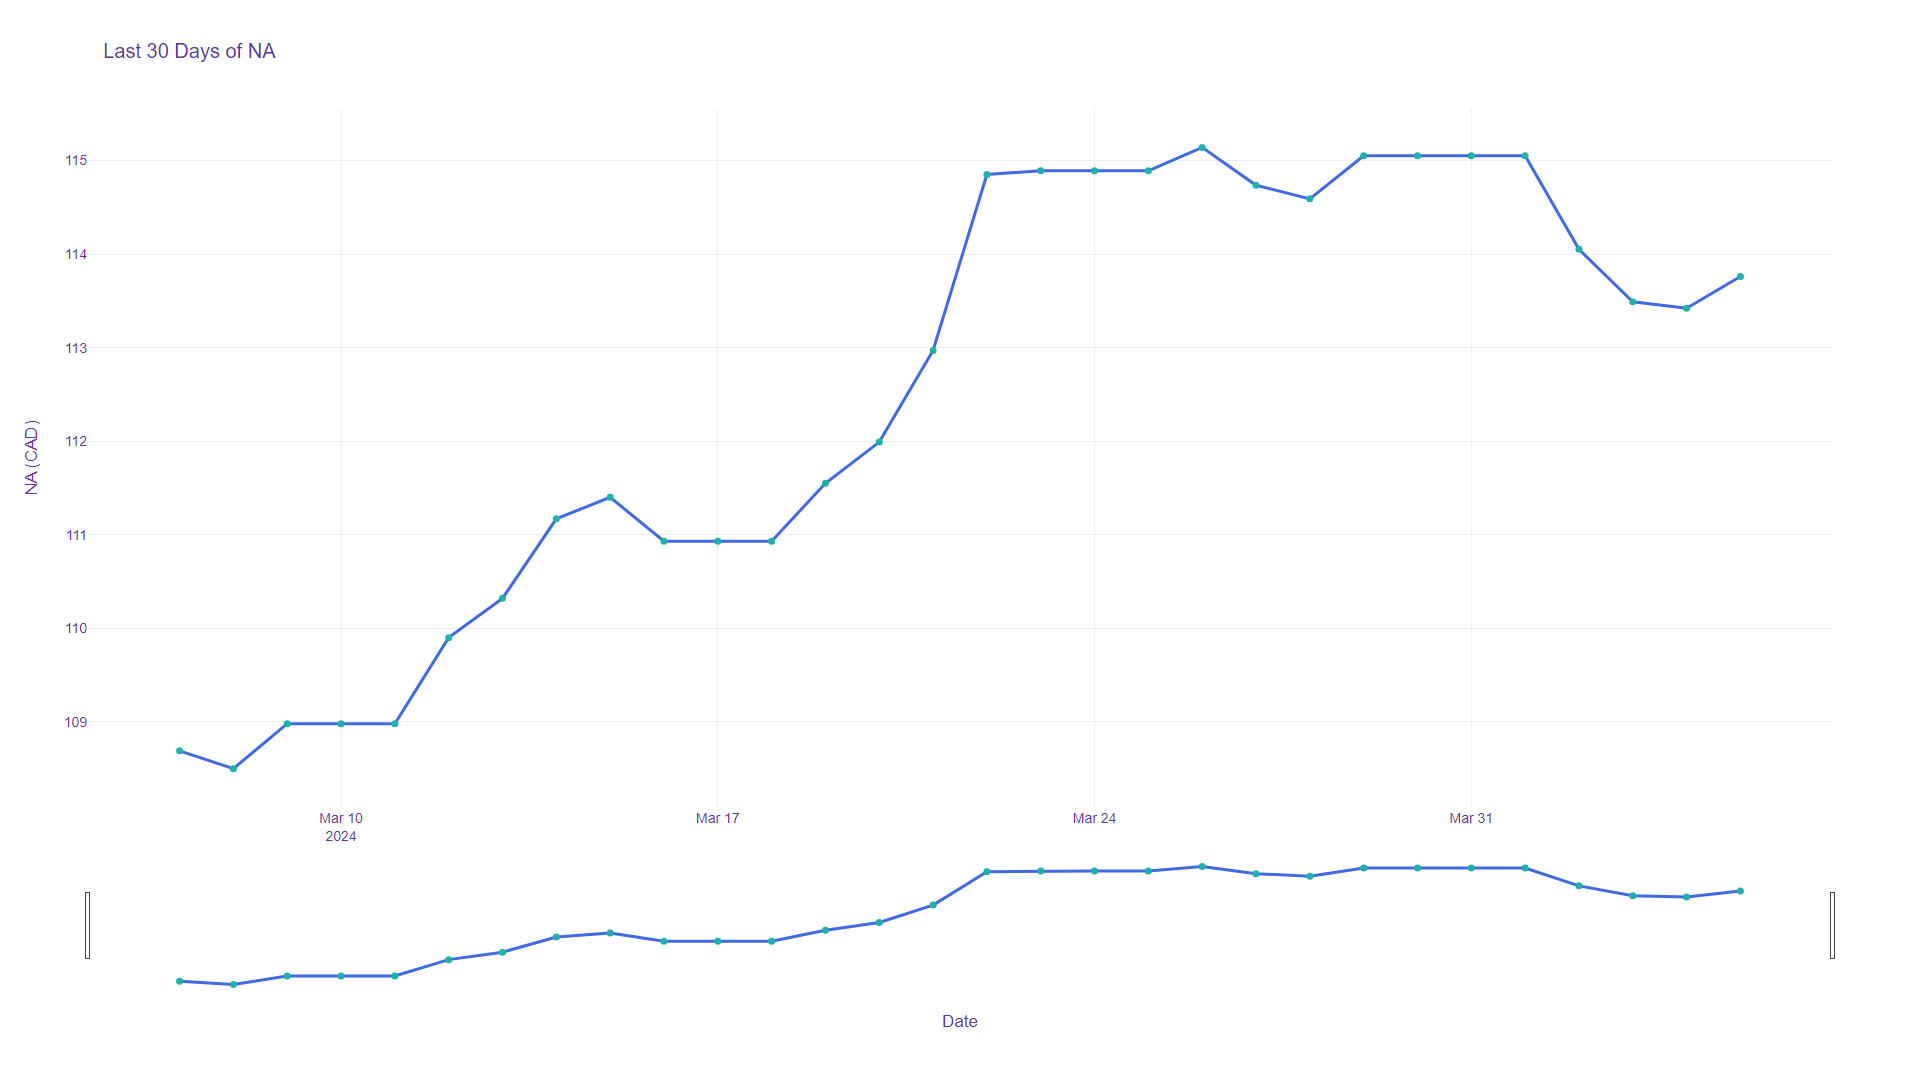 Last 30 Days of NA
115
114
113
112
111
110
109
NA (CAD)
Mar 10
2024
Mar 17
Mar 24
Mar 31
Date